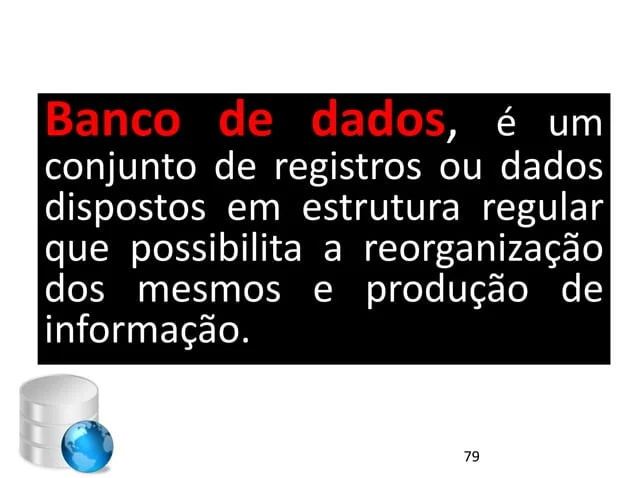 Banco de dados, é um
conjunto de registros ou dados
dispostos em estrutura regular
que possibilita a reorganização
dos mesmos e produção de
informação.
79